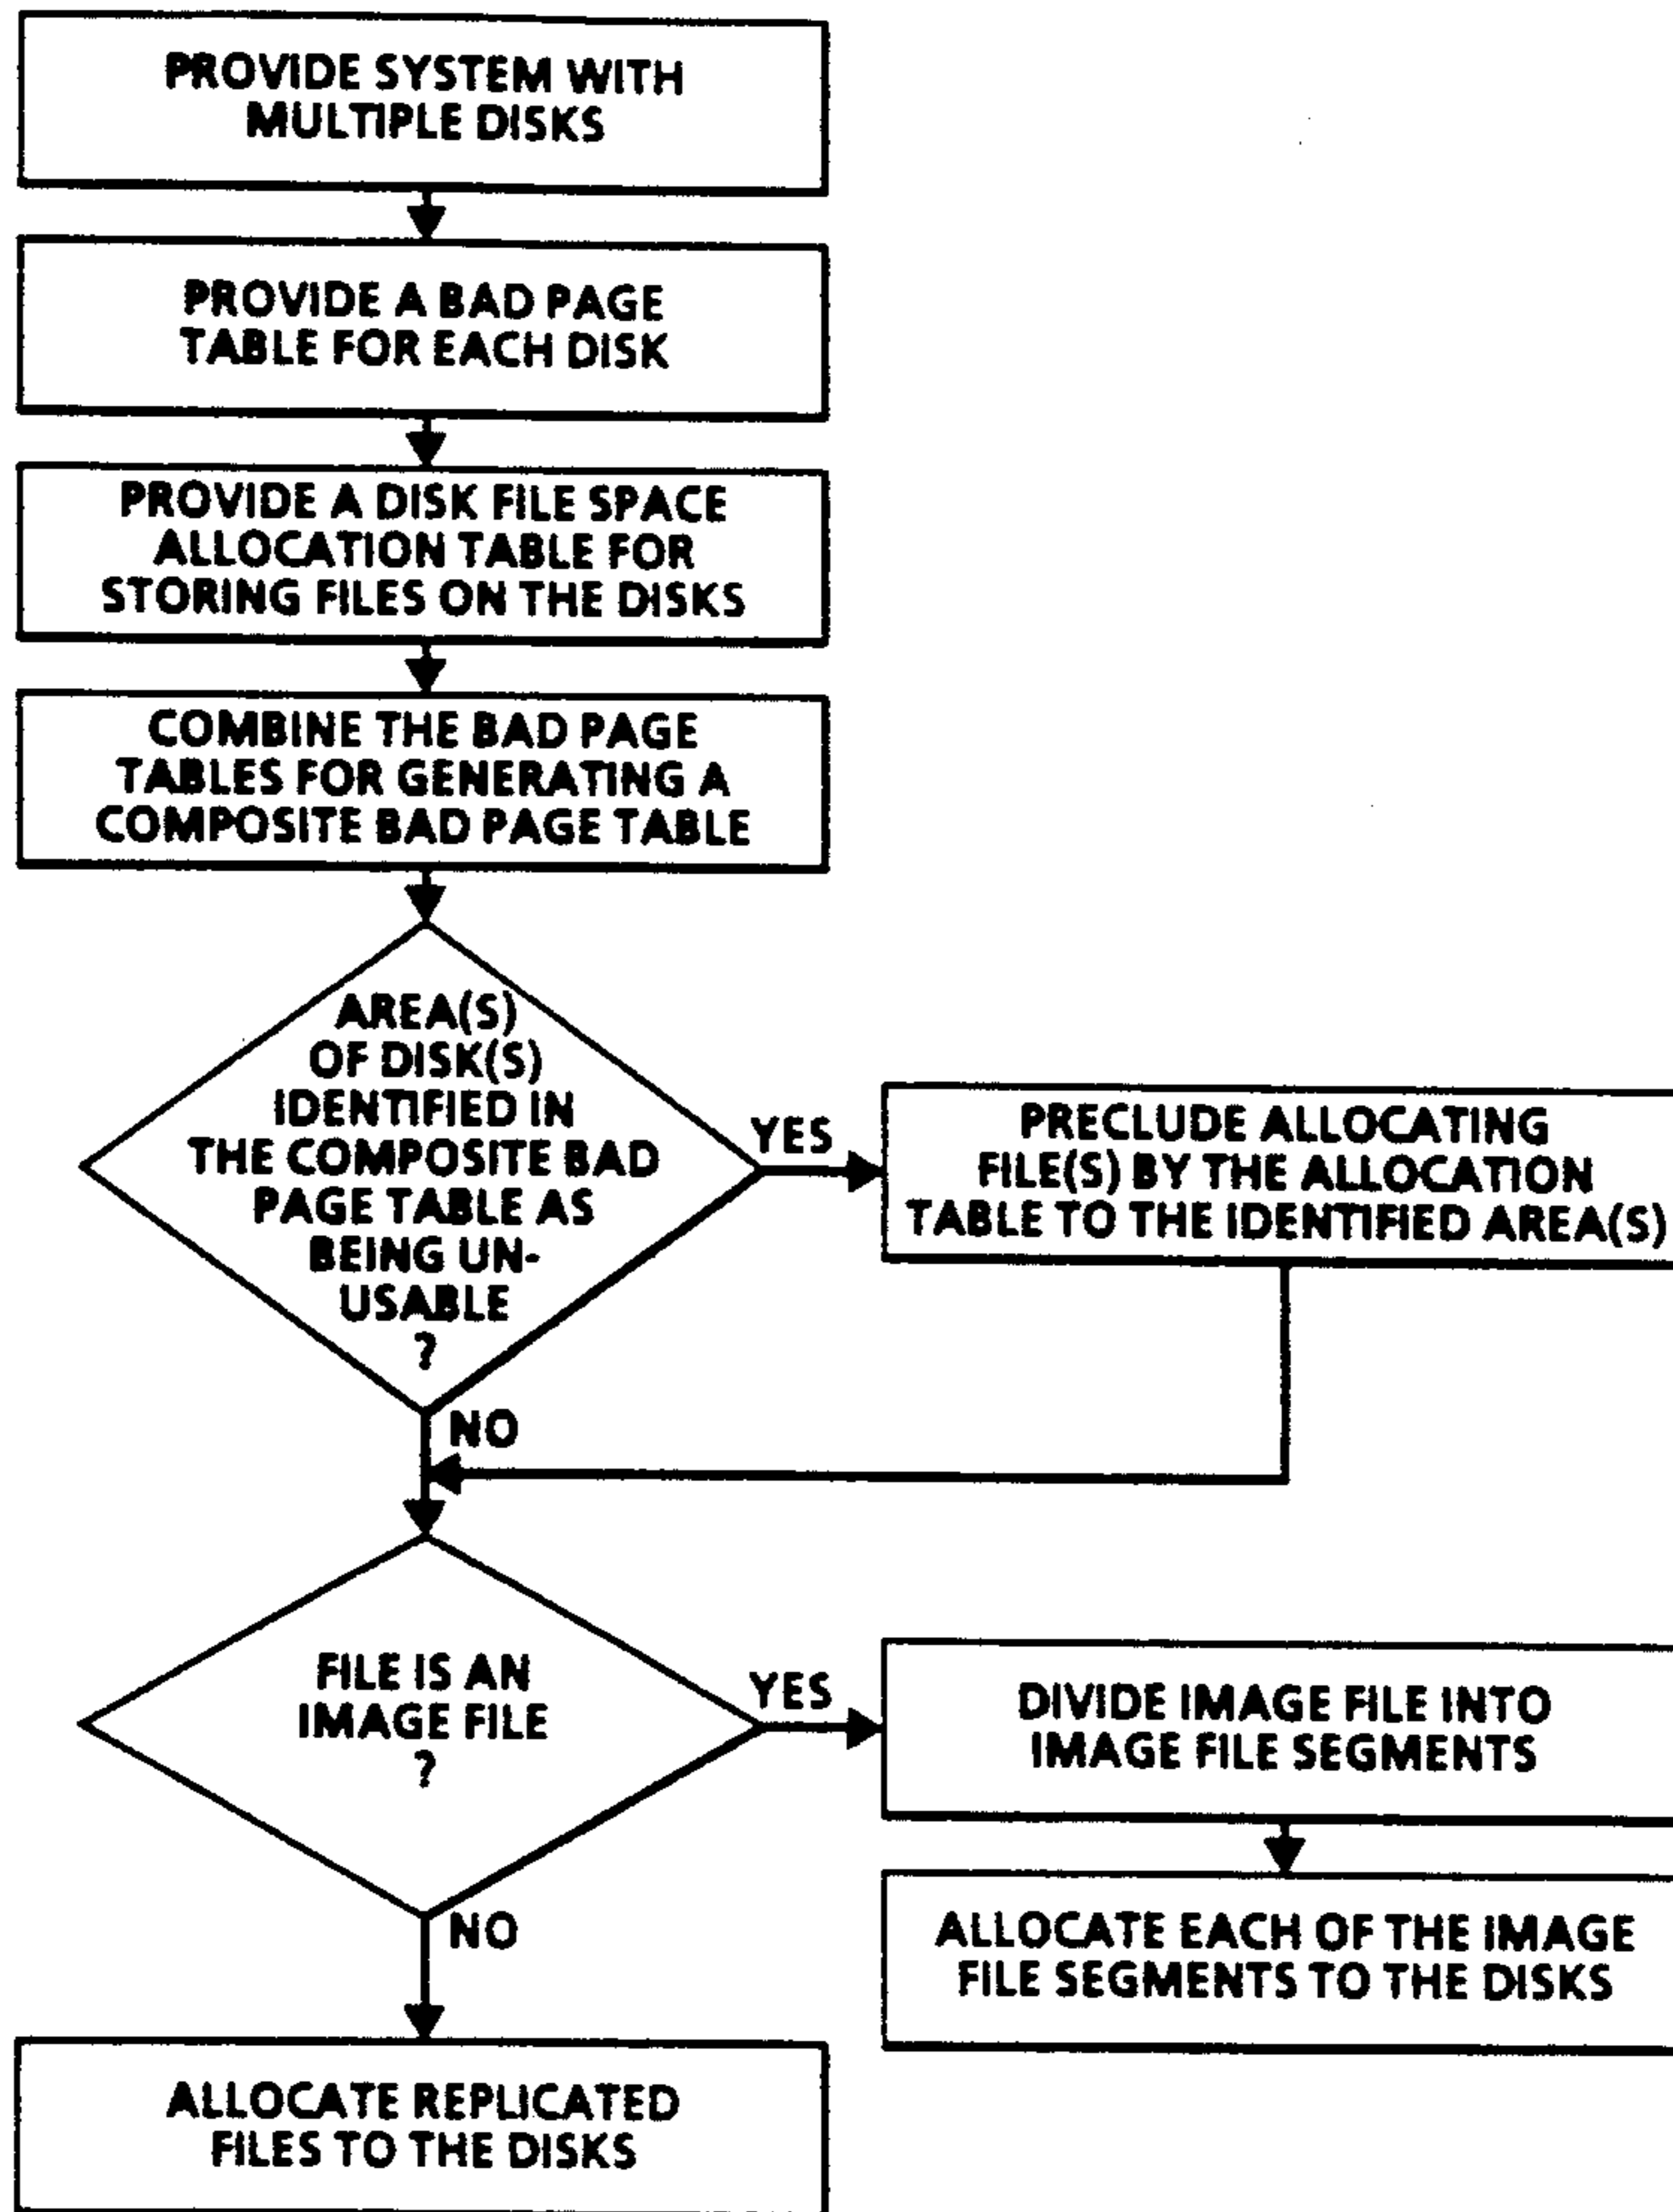 PROVIDE SYSTEM WITH
MULTIPLE DISKS
PROVIDE A BAD PAGE
TABLE FOR EACH DISK
PROVIDE A DISK FILE SPACE
ALLOCATION TABLE FOR
STORING FILES ON THE DISKS
COMBINE THE BAD PAGE
TABLES FOR GENERATING A
COMPOSITE BAD PAGE TABLE
AREA(S)
OF DISK(S)
IDENTIFIED IN
THE COMPOSITE BAD
PAGE TABLE AS
BEING UN-
USABLE
?
YES
PRECLUDE ALLOCATING
FILE(S) BY THE ALLOCATION
TABLE TO THE IDENTIFIED AREA(S)
NO
FILE IS AN
IMAGE FILE
?
YES
DIVIDE IMAGE FILE INTO
IMAGE FILE SEGMENTS
ALLOCATE EACH OF THE IMAGE
FILE SEGMENTS TO THE DISKS
NO
ALLOCATE REPLICATED
FILES TO THE DISKS